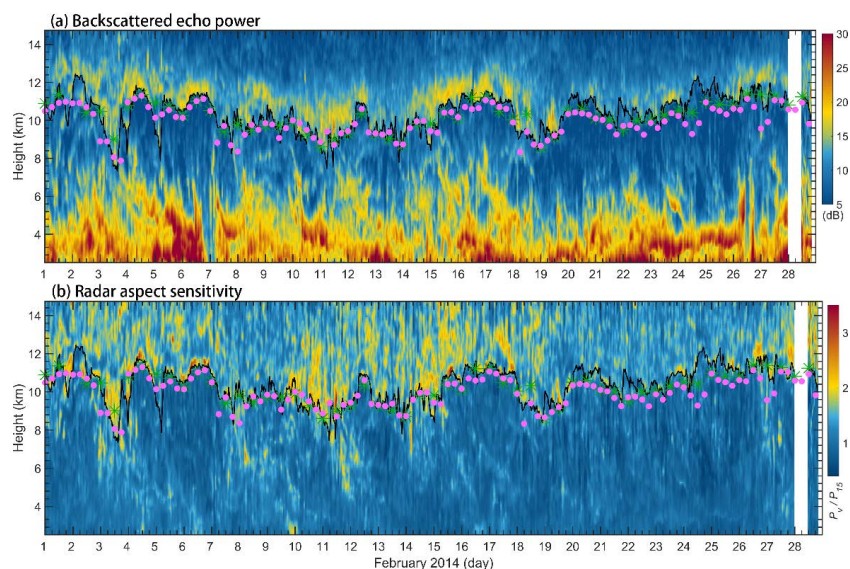 (a) Backscattered echo power
14
12
10
8
6
4
Height (km)
30
25
20
15
10
5
(dB)
1 2 3 4 5 6 7 8 9 10 11 12 13 14 15 16 17 18 19 20 21 22 23 24 25 26 27 28
(b) Radar aspect sensitivity
14
12
10
8
6
4
Height (km)
3
2
1
Pv / P15
1 2 3 4 5 6 7 8 9 10 11 12 13 14 15 16 17 18 19 20 21 22 23 24 25 26 27 28
February 2014 (day)